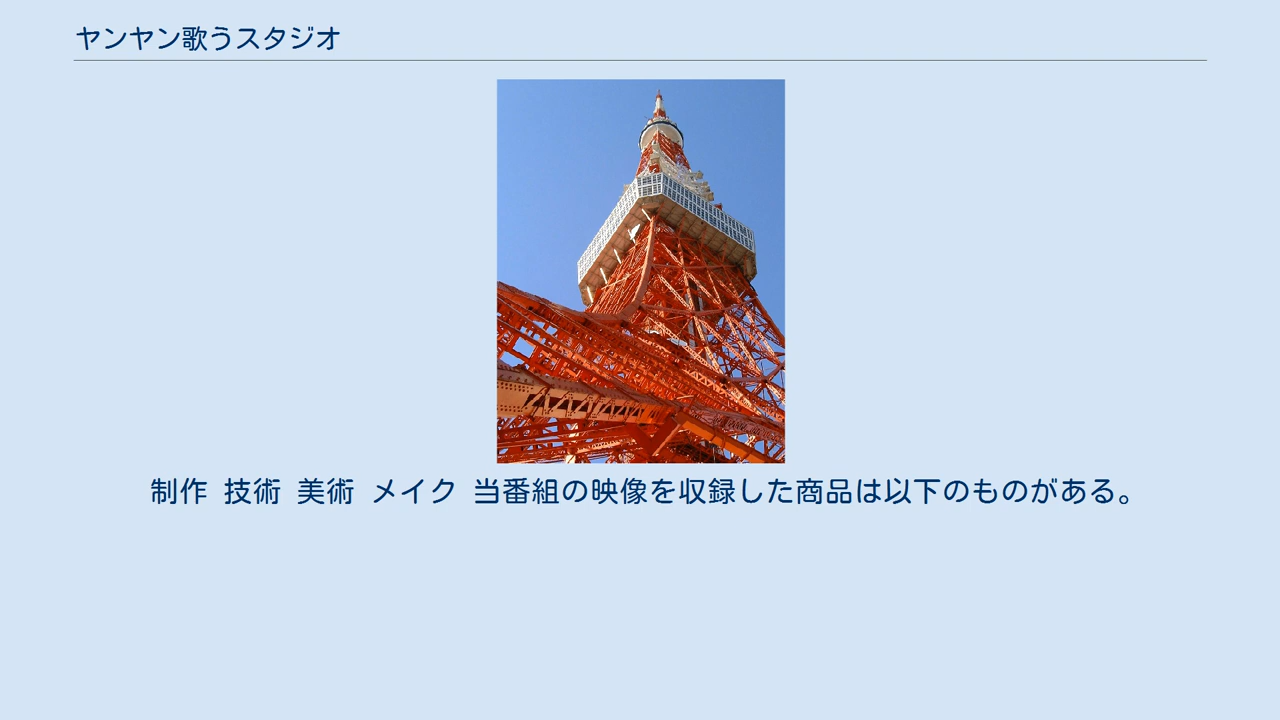 ヤンヤン歌うスタジオ
制作 技術 美術 メイク 当番組の映像を収録した商品は以下のものがある。